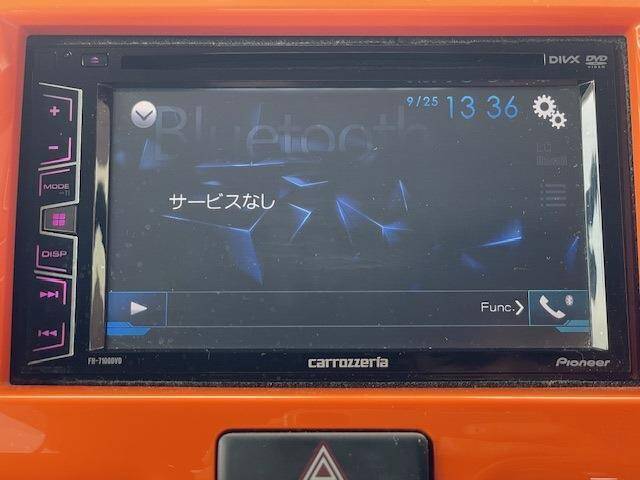 DIVX DVD VIDEO
9/25 13 36
Bluetooth
+
-
MODE
サービスなし
DISP
Func.
FH-7100DVD
carrozzeria
Pioneer